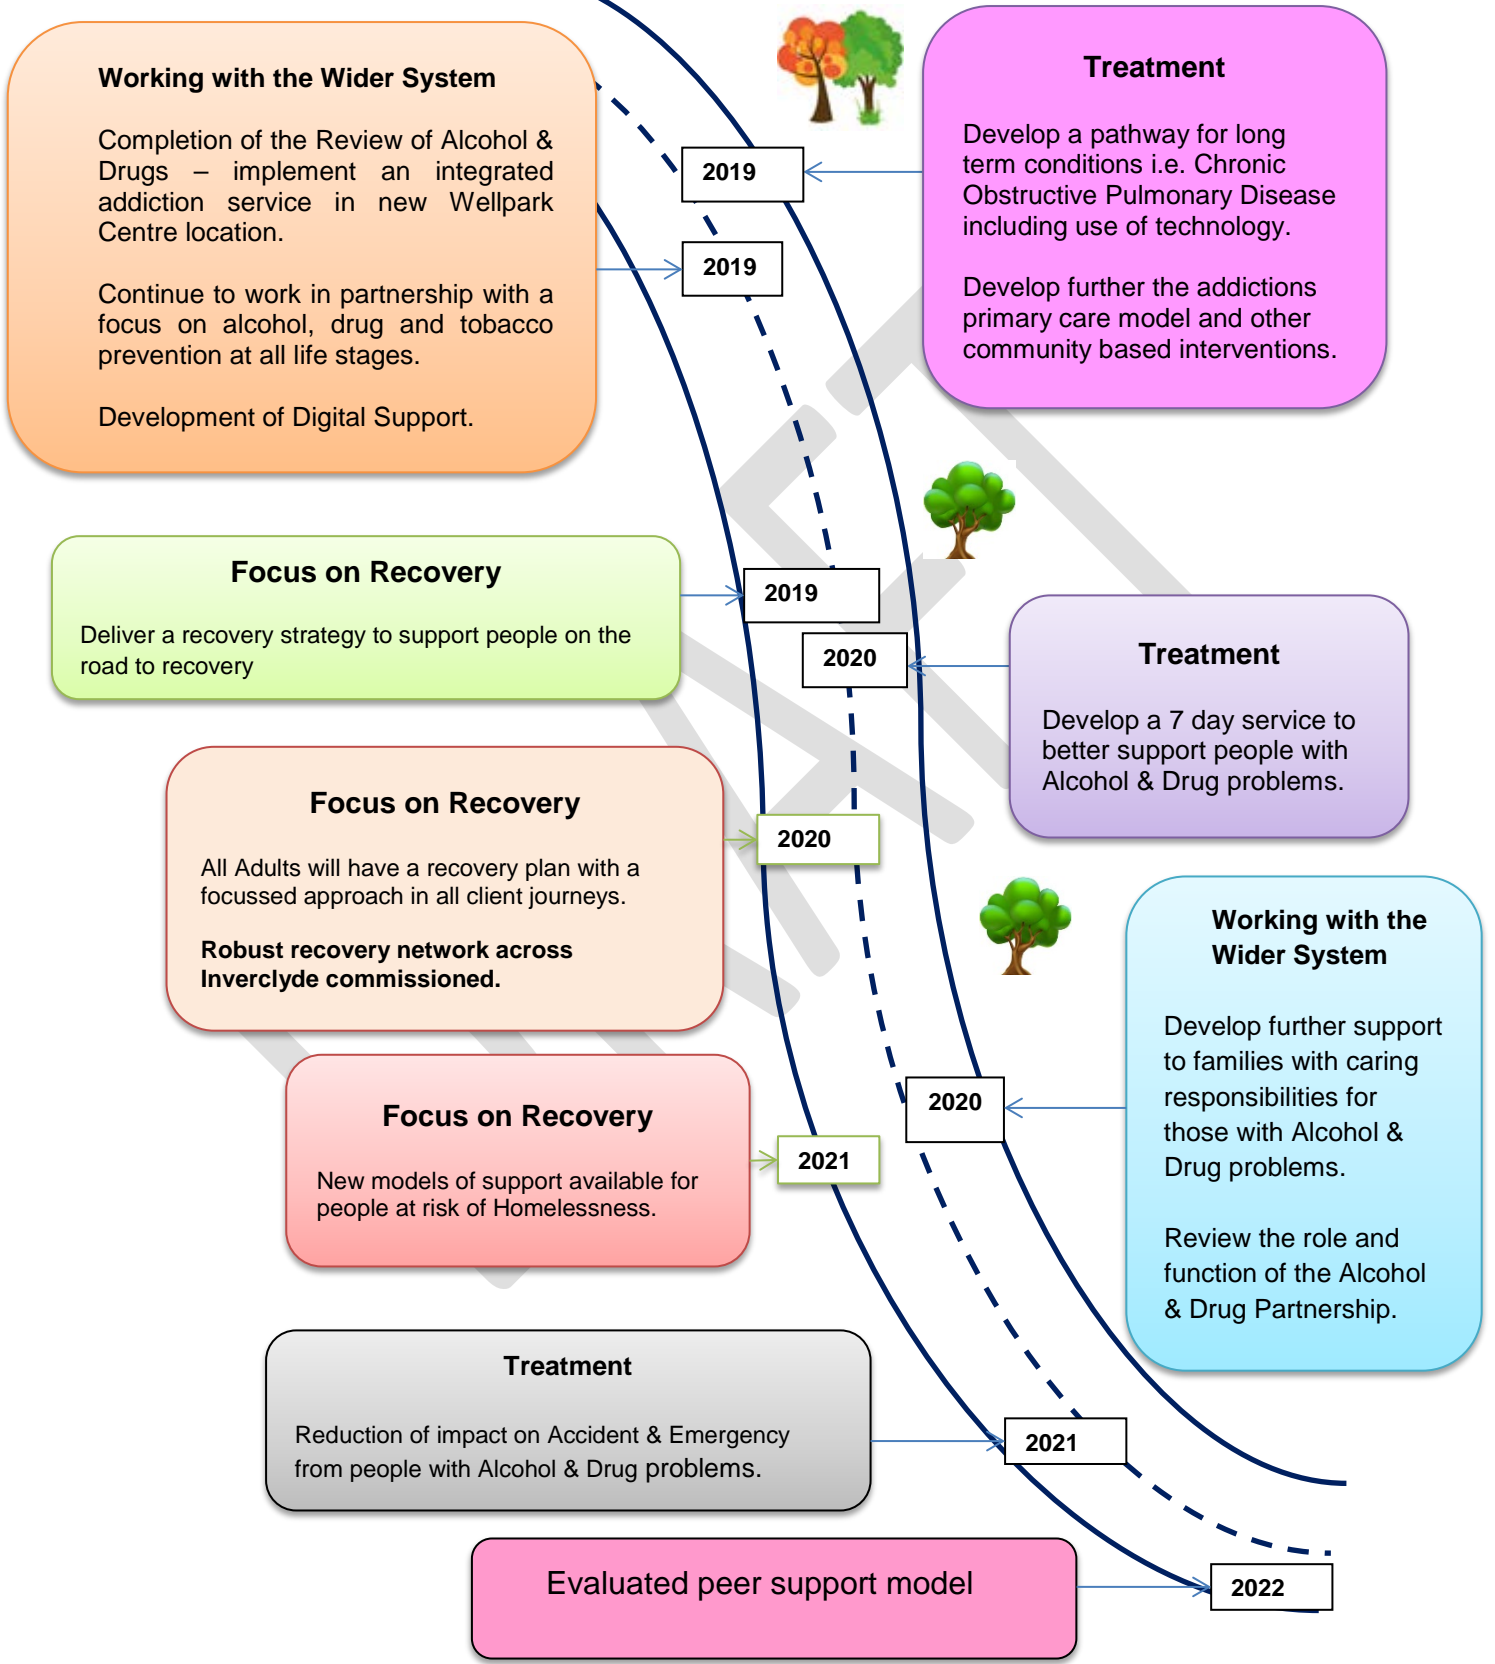 Working with the Wider System
Completion of the Review of Alcohol &
Drugs – implement an integrated
addiction service in new Wellpark
Centre location.
Continue to work in partnership with a
focus on alcohol, drug and tobacco
prevention at all life stages.
Development of Digital Support.
Treatment
Develop a pathway for long
term conditions i.e. Chronic
Obstructive Pulmonary Disease
including use of technology.
Develop further the addictions
primary care model and other
community based interventions.
2019
2019
Focus on Recovery
Deliver a recovery strategy to support people on the
road to recovery
2019
2020
Treatment
Develop a 7 day service to
better support people with
Alcohol & Drug problems.
Focus on Recovery
All Adults will have a recovery plan with a
focussed approach in all client journeys.
Robust recovery network across
Inverclyde commissioned.
2020
Working with the
Wider System
Develop further support
to families with caring
responsibilities for
those with Alcohol &
Drug problems.
Review the role and
function of the Alcohol
& Drug Partnership.
2020
Focus on Recovery
New models of support available for
people at risk of Homelessness.
2021
Treatment
Reduction of impact on Accident & Emergency
from people with Alcohol & Drug problems.
2021
Evaluated peer support model
2022
DRAFT